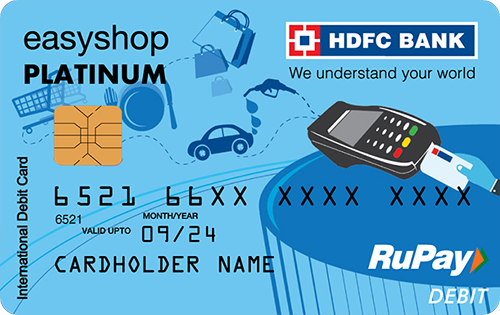 easyshop
PLATINUM
HDFC BANK
We understand your world
International Debit Card
6521 66XX XXXX XXXX
6521
MONTH/YEAR
VALID UPTO 09/24
CARDHOLDER NAME
RuPay
DEBIT